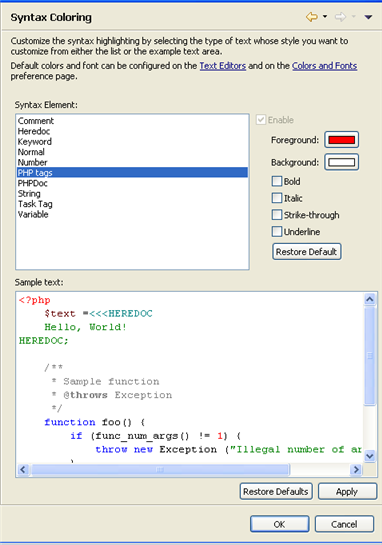 Syntax Coloring
Customize the syntax highlighting by selecting the type of text whose style you want to
customize from either the list or the example text area.
Default colors and font can be configured on the Text Editors and on the Colors and Fonts
preference page.
Syntax Element:
Comment
Heredoc
Keyword
Normal
Number
PHP tags
PHPDoc
String
Task Tag
Variable
Enable
Foreground:
Background:
Bold
Italic
Strike-through
Underline
Restore Default
Sample text:
<?php
$text =<<<HEREDOC
Hello, World!
HEREDOC;
/**
* Sample function
* @throws Exception
*/
function foo() {
if (func_num_args() != 1) {
throw new Exception ("Illegal number of ar
}
Restore Defaults
Apply
OK
Cancel